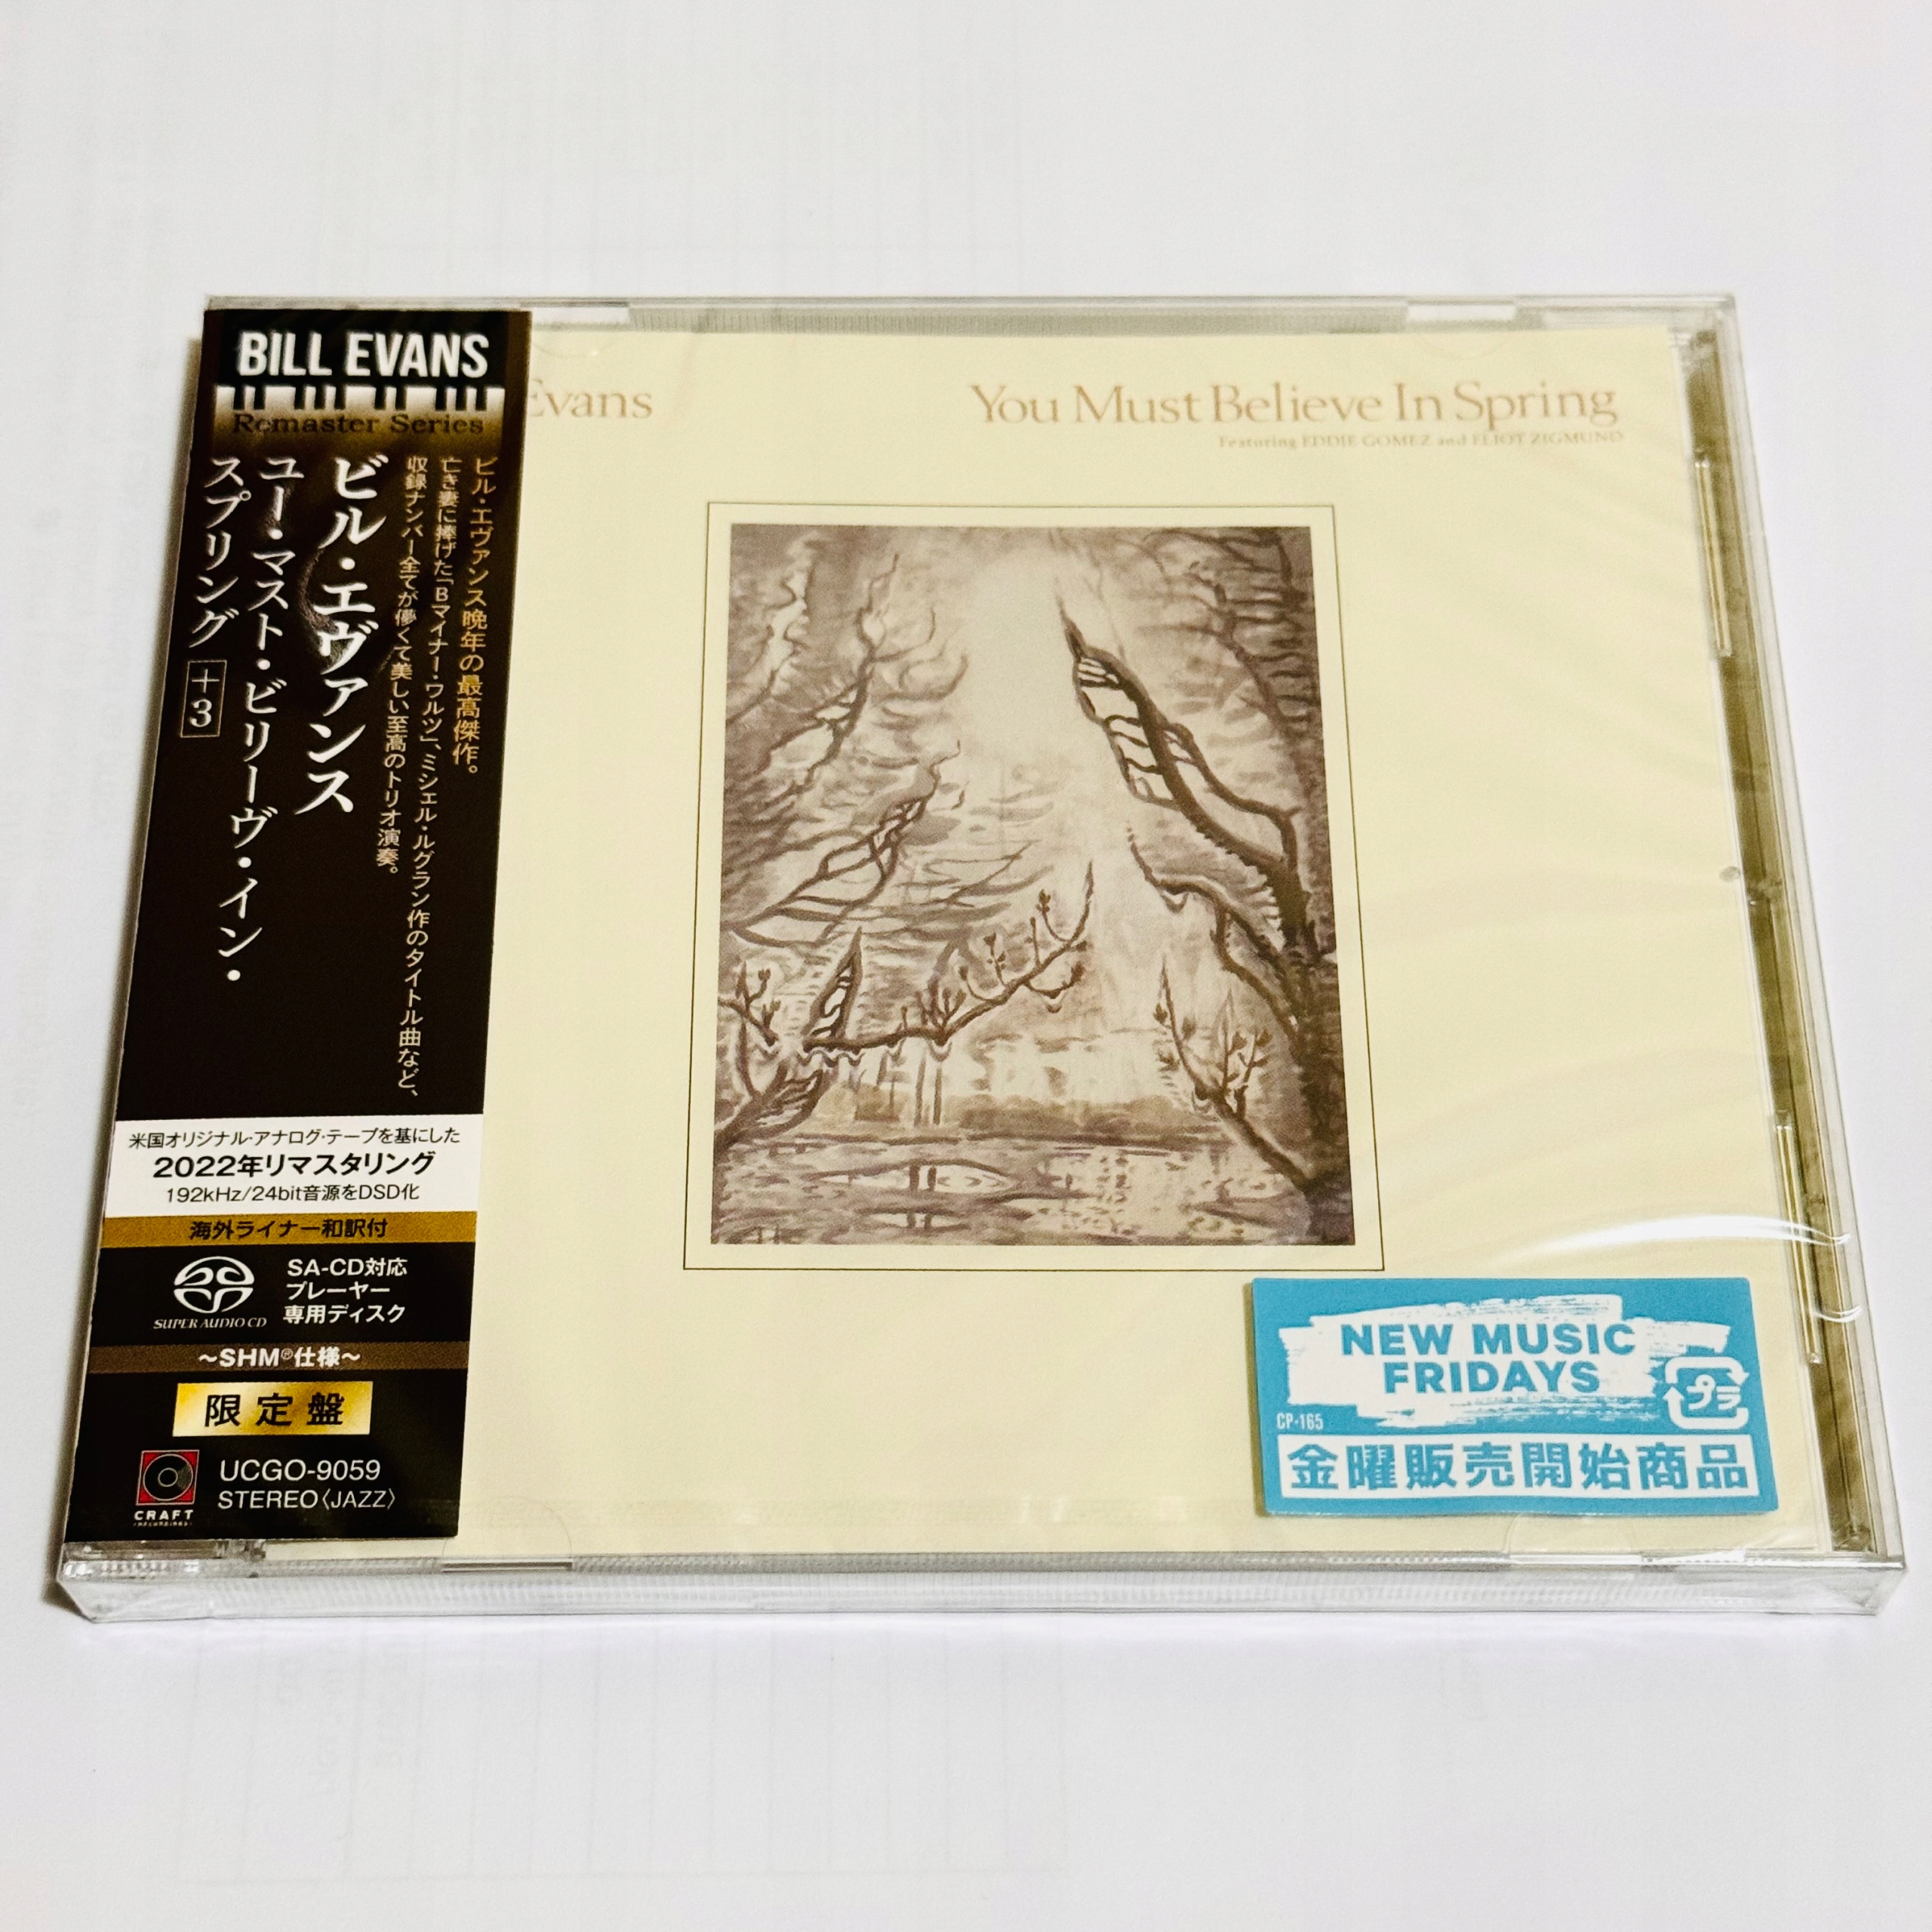 BILL EVANS
Remaster Series
ビル・エヴァンス晩年の最高傑作。
亡き妻に捧げた「Bマイナー・ワルツ」、ミシェル・ルグラン作のタイトル曲など、
収録ナンバー全てが儚くて美しい至高のトリオ演奏。
ビル・エヴァンス
ユー・マスト・ビリーヴ・イン・
スプリング +3
米国オリジナル・アナログ・テープを基にした
2022年リマスタリング
192kHz/24bit音源をDSD化
海外ライナー和訳付
SUPER AUDIO CD
SA-CD対応
プレーヤー
専用ディスク
～SHM®仕様～
限定盤
CRAFT
RECORDINGS
UCGO-9059
STEREO〈JAZZ〉
Evans
You Must Believe In Spring
Featuring EDDIE GOMEZ and ELIOT ZIGMUND
NEW MUSIC
FRIDAYS
CP-165
プラ
金曜販売開始商品